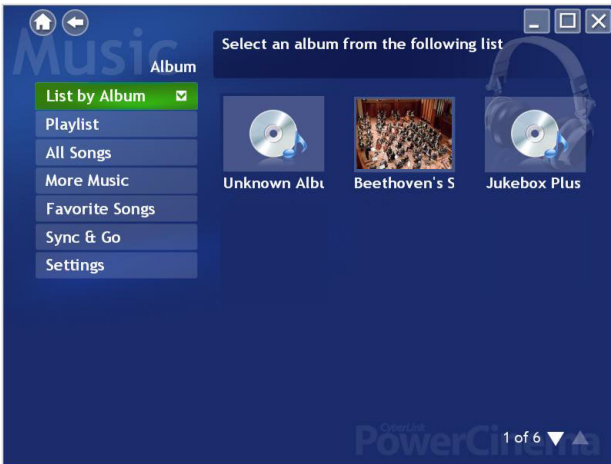 Music
Album
Select an album from the following list
List by Album
Playlist
All Songs
More Music
Favorite Songs
Sync & Go
Settings
Unknown Albu
Beethoven's S
Jukebox Plus
CyberLink
PowerCinema
1 of 6